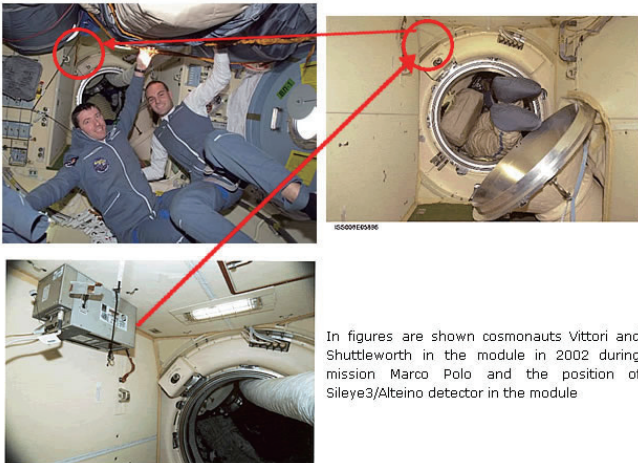 In figures are shown cosmonauts Vittori and
Shuttleworth in the module in 2002 during
mission Marco Polo and the position of
Sileye3/Alteino detector in the module